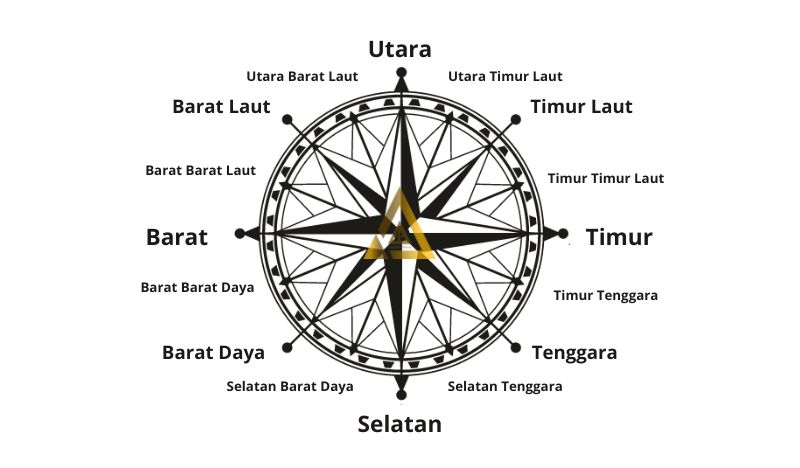 Utara
Utara Barat Laut
Utara Timur Laut
Barat Laut
Timur Laut
Barat Barat Laut
Timur Timur Laut
Barat
Timur
Barat Barat Daya
Timur Tenggara
Barat Daya
Tenggara
Selatan Barat Daya
Selatan Tenggara
Selatan